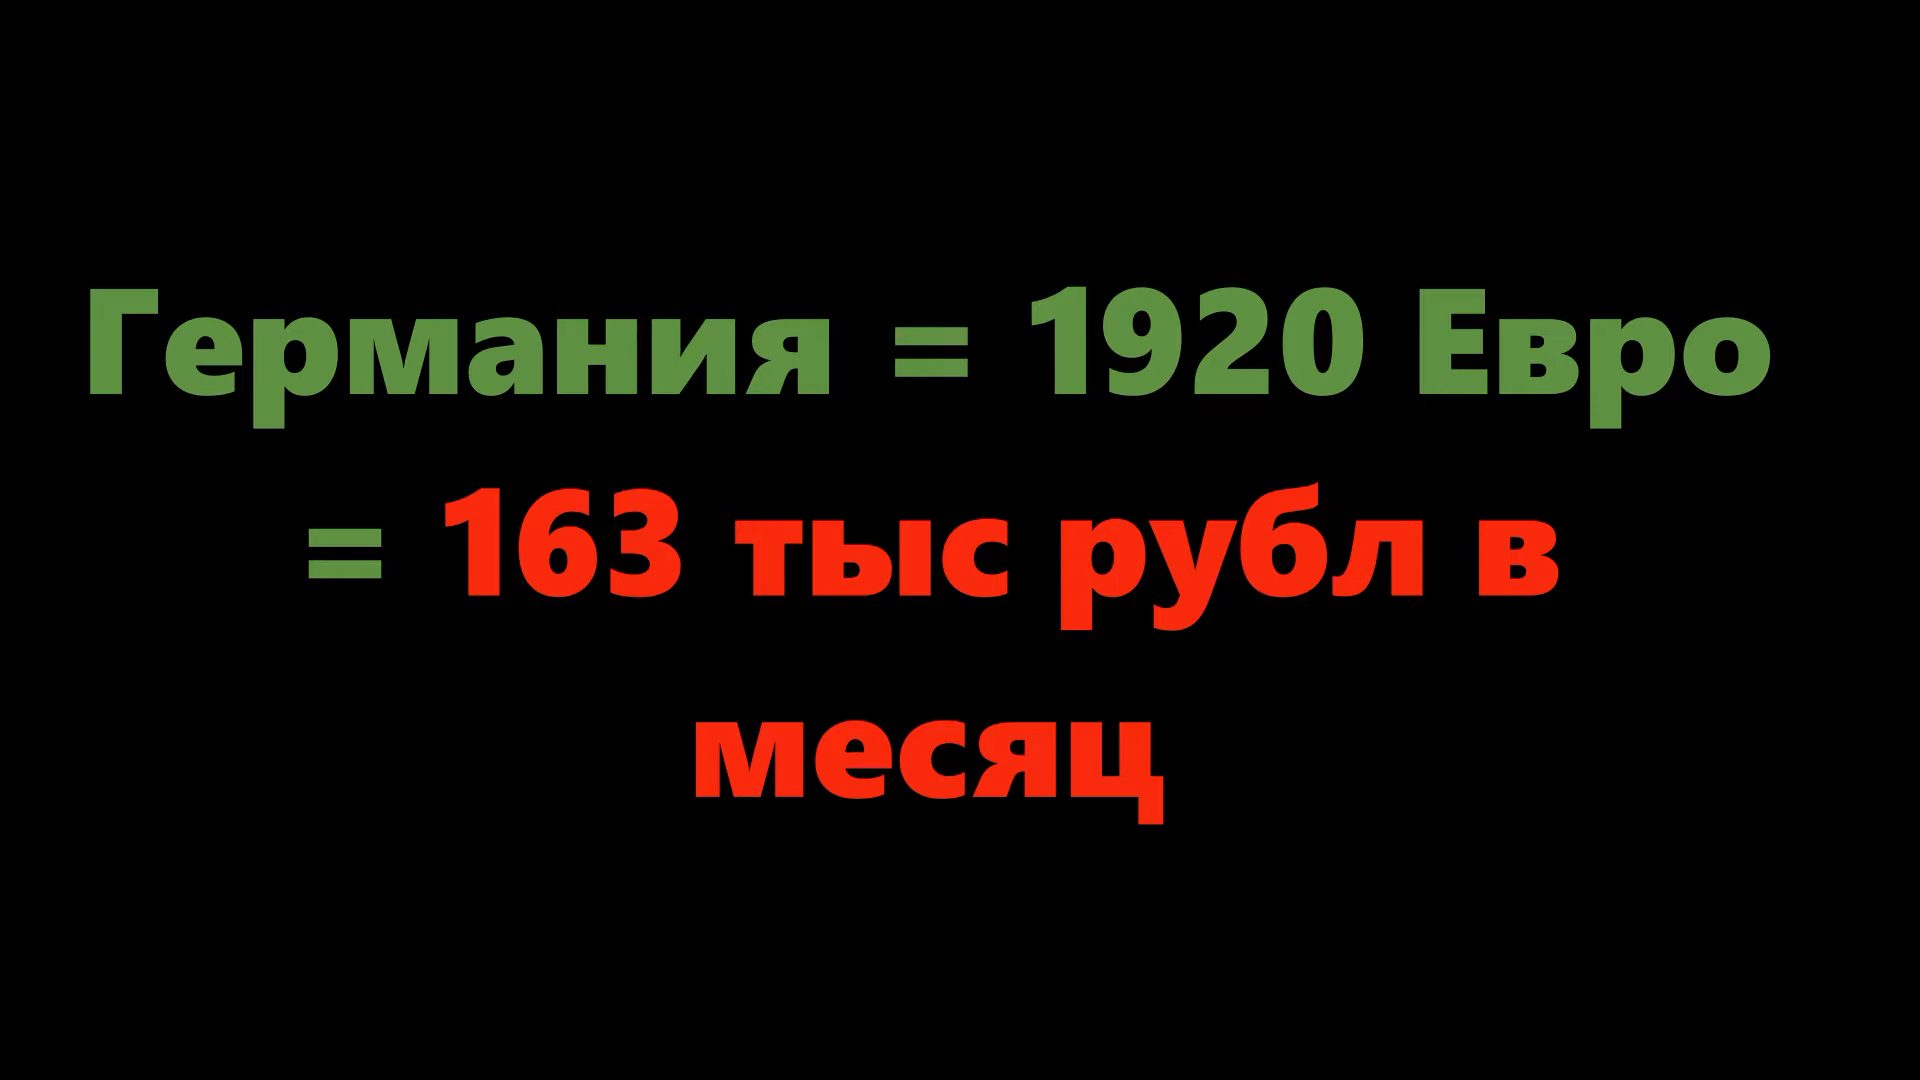 Германия = 1920 Евро
= 163 тыс рубл в
месяц